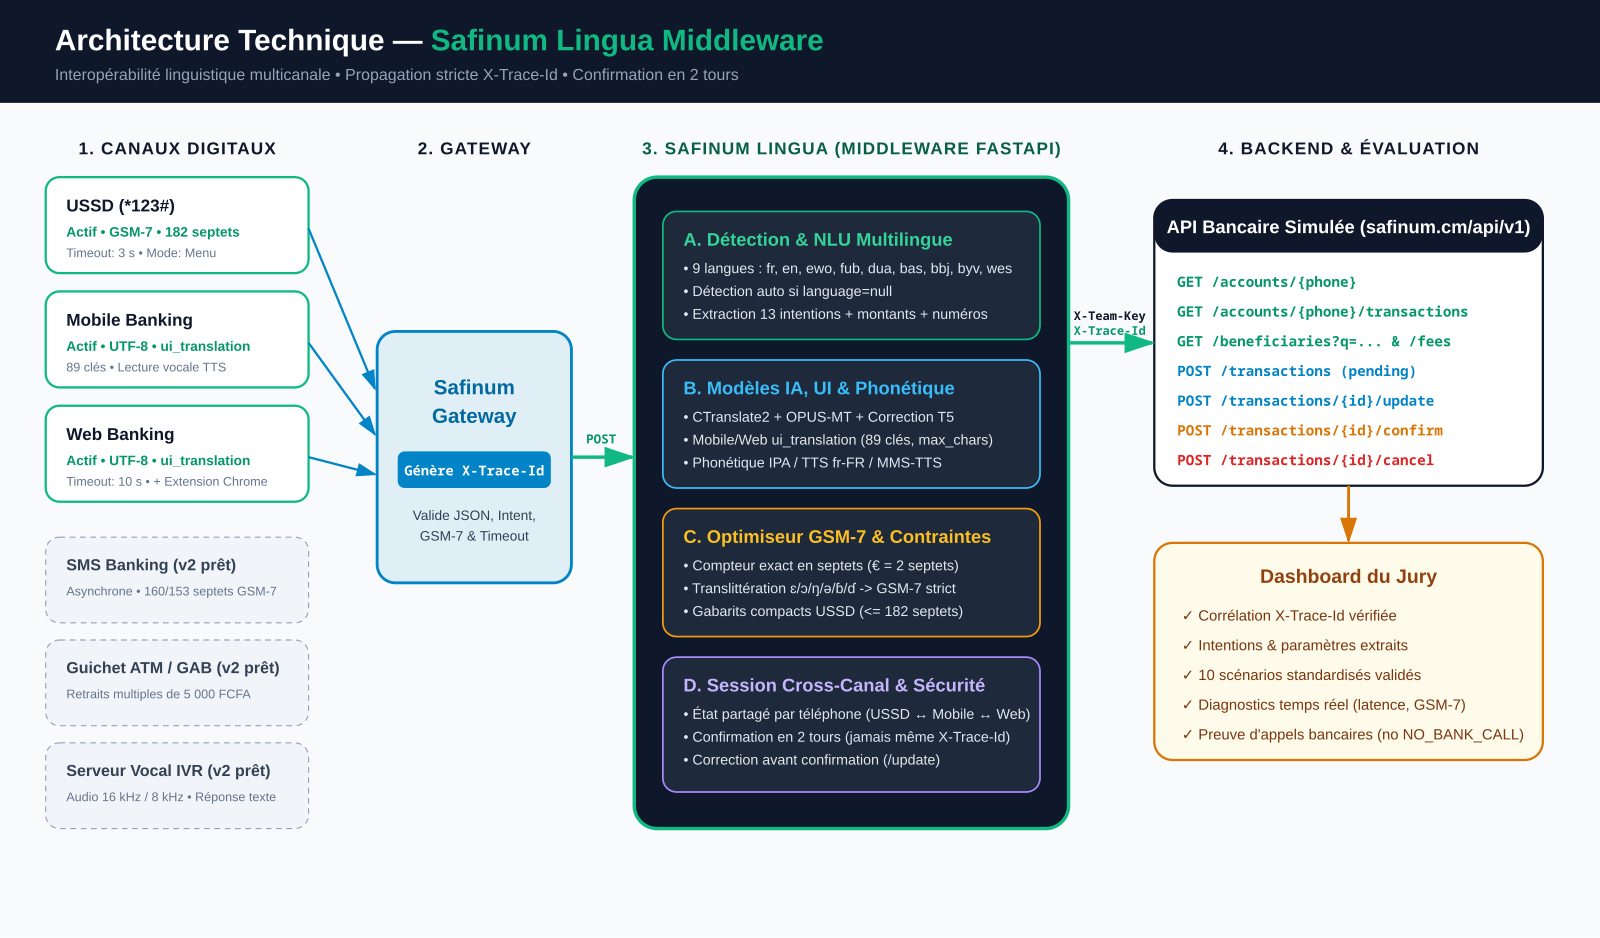 Architecture Technique — Safinum Lingua Middleware
Interopérabilité linguistique multicanale • Propagation stricte X-Trace-Id • Confirmation en 2 tours
1. CANAUX DIGITAUX
USSD (*123#)
Actif • GSM-7 • 182 septets
Timeout: 3 s • Mode: Menu
Mobile Banking
Actif • UTF-8 • ui_translation
89 clés • Lecture vocale TTS
Web Banking
Actif • UTF-8 • ui_translation
Timeout: 10 s • + Extension Chrome
SMS Banking (v2 prêt)
Asynchrone • 160/153 septets GSM-7
Guichet ATM / GAB (v2 prêt)
Retraits multiples de 5 000 FCFA
Serveur Vocal IVR (v2 prêt)
Audio 16 kHz / 8 kHz • Réponse texte
2. GATEWAY
Safinum
Gateway
Génère X-Trace-Id
Valide JSON, Intent,
GSM-7 & Timeout
POST
3. SAFINUM LINGUA (MIDDLEWARE FASTAPI)
A. Détection & NLU Multilingue
• 9 langues : fr, en, ewo, fub, dua, bas, bbj, byv, wes
• Détection auto si language=null
• Extraction 13 intentions + montants + numéros
B. Modèles IA, UI & Phonétique
• CTranslate2 + OPUS-MT + Correction T5
• Mobile/Web ui_translation (89 clés, max_chars)
• Phonétique IPA / TTS fr-FR / MMS-TTS
C. Optimiseur GSM-7 & Contraintes
• Compteur exact en septets (€ = 2 septets)
• Translittération ɛ/ɔ/ŋ/ə/ɓ/ɗ -> GSM-7 strict
• Gabarits compacts USSD (<= 182 septets)
D. Session Cross-Canal & Sécurité
• État partagé par téléphone (USSD ↔ Mobile ↔ Web)
• Confirmation en 2 tours (jamais même X-Trace-Id)
• Correction avant confirmation (/update)
X-Team-Key
X-Trace-Id
4. BACKEND & ÉVALUATION
API Bancaire Simulée (safinum.cm/api/v1)
GET /accounts/{phone}
GET /accounts/{phone}/transactions
GET /beneficiaries?q=... & /fees
POST /transactions (pending)
POST /transactions/{id}/update
POST /transactions/{id}/confirm
POST /transactions/{id}/cancel
Dashboard du Jury
✓ Corrélation X-Trace-Id vérifiée
✓ Intentions & paramètres extraits
✓ 10 scénarios standardisés validés
✓ Diagnostics temps réel (latence, GSM-7)
✓ Preuve d'appels bancaires (no NO_BANK_CALL)